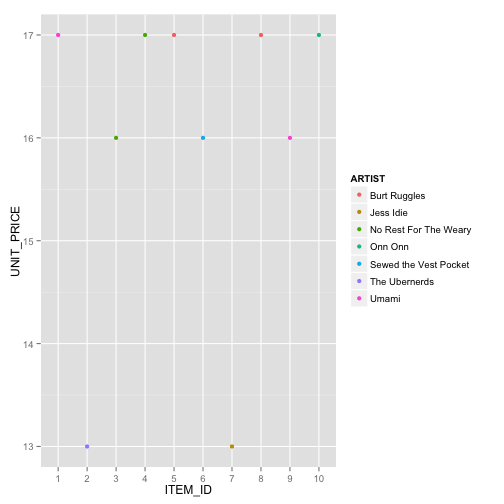 17
16
15
14
13
UNIT_PRICE
1 2 3 4 5 6 7 8 9 10
ITEM_ID
ARTIST
Burt Ruggles
Jess Idie
No Rest For The Weary
Onn Onn
Sewed the Vest Pocket
The Ubernerds
Umami